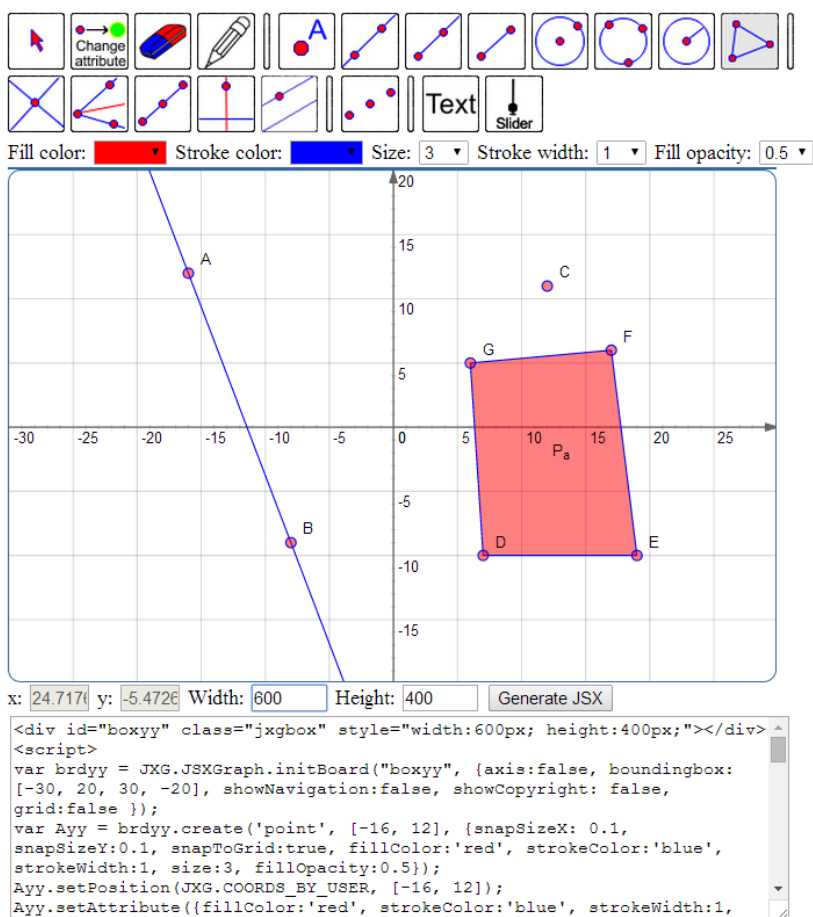 A
Change
attribute
Text
Slider
Fill color: Stroke color: Size: 3 Stroke width: 1 Fill opacity: 0.5
20
A
15
C
10
F
G
5
-30 -25 -20 -15 -10 -5 0 5 10 15 20 25
Pa
-5
B
D E
-10
-15
x: 24.7176 y: -5.4726 Width: 600 Height: 400 Generate JSX
<div id="boxyy" class="jxgbox" style="width:600px; height:400px;"></div>
<script>
var brdyy = JXG.JSXGraph.initBoard("boxyy", {axis:false, boundingbox:
[-30, 20, 30, -20], showNavigation:false, showCopyright: false,
grid:false });
var Ayy = brdyy.create('point', [-16, 12], {snapSizeX: 0.1,
snapSizeY:0.1, snapToGrid:true, fillColor:'red', strokeColor:'blue',
strokeWidth:1, size:3, fillOpacity:0.5});
Ayy.setPosition(JXG.COORDS_BY_USER, [-16, 12]);
Ayy.setAttribute({fillColor:'red', strokeColor:'blue', strokeWidth:1,